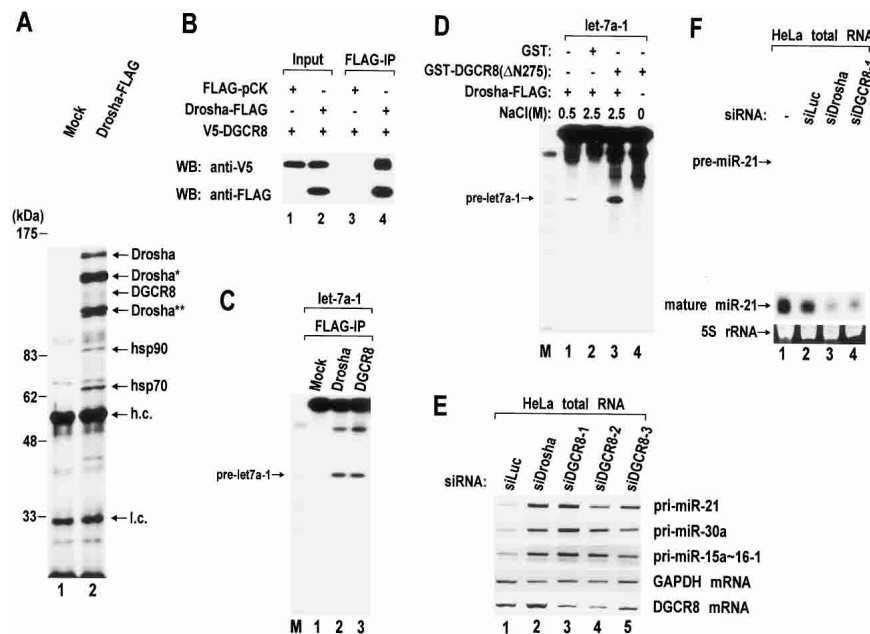 A
Mock
Drosha-FLAG
(kDa)
175
83
62
48
33
Drosha
Drosha*
DGCR8
Drosha**
hsp90
hsp70
h.c.
l.c.
1 2
B
Input FLAG-IP
FLAG-pCK + - + -
Drosha-FLAG - + - +
V5-DGCR8 + + + +
WB: anti-V5
WB: anti-FLAG
1 2 3 4
C
let-7a-1
FLAG-IP
Mock
Drosha
DGCR8
pre-let7a-1
M 1 2 3
D
let-7a-1
GST: - + - -
GST-DGCR8(ΔN275): - - + +
Drosha-FLAG: + + + -
NaCl(M): 0.5 2.5 2.5 0
pre-let7a-1
M 1 2 3 4
E
HeLa total RNA
siRNA:
siLuc
siDrosha
siDGCR8-1
siDGCR8-2
siDGCR8-3
pri-miR-21
pri-miR-30a
pri-miR-15a~16-1
GAPDH mRNA
DGCR8 mRNA
1 2 3 4 5
F
HeLa total RNA
siRNA: -
siLuc
siDrosha
siDGCR8-1
pre-miR-21
mature miR-21
5S rRNA
1 2 3 4